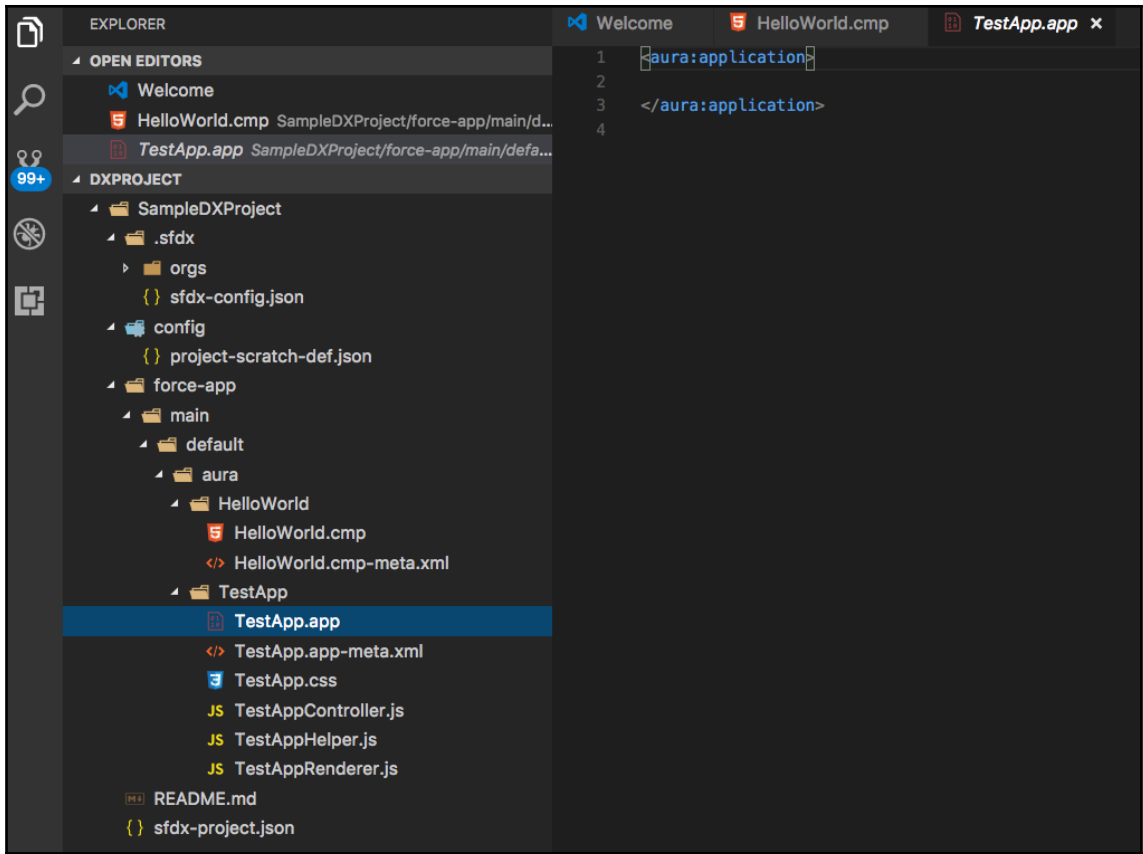 EXPLORER
OPEN EDITORS
Welcome
HelloWorld.cmp SampleDXProject/force-app/main/d...
TestApp.app SampleDXProject/force-app/main/defa...
99+
DXPROJECT
SampleDXProject
.sfdx
orgs
{ } sfdx-config.json
config
{ } project-scratch-def.json
force-app
main
default
aura
HelloWorld
HelloWorld.cmp
</> HelloWorld.cmp-meta.xml
TestApp
TestApp.app
</> TestApp.app-meta.xml
TestApp.css
JS TestAppController.js
JS TestAppHelper.js
JS TestAppRenderer.js
README.md
{ } sfdx-project.json
Welcome HelloWorld.cmp TestApp.app ×
1 <aura:application>
2
3 </aura:application>
4